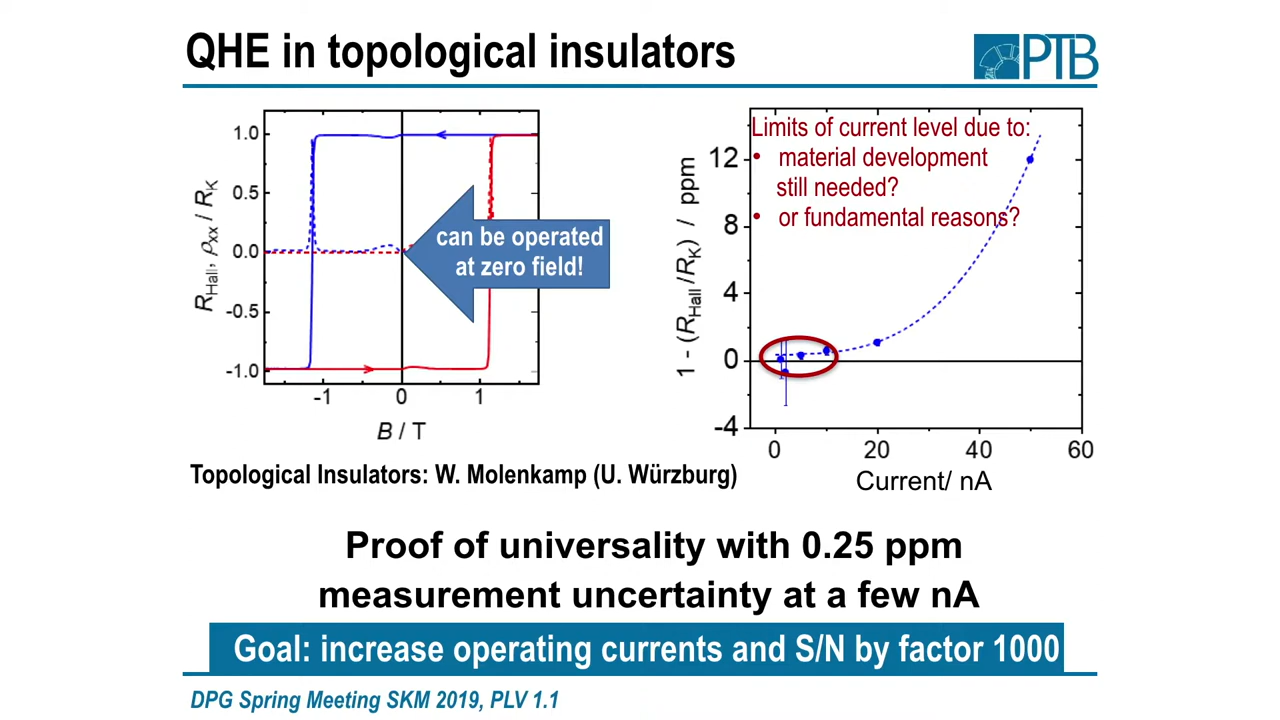 QHE in topological insulators
PTB
1.0
0.5
0.0
-0.5
-1.0
R_Hall, ρ_xx / R_K
-1 0 1
B / T
can be operated
at zero field!
Limits of current level due to:
• material development
still needed?
• or fundamental reasons?
12
8
4
0
-4
1 - (R_Hall /R_K) / ppm
0 20 40 60
Current/ nA
Topological Insulators: W. Molenkamp (U. Würzburg)
Proof of universality with 0.25 ppm
measurement uncertainty at a few nA
Goal: increase operating currents and S/N by factor 1000
DPG Spring Meeting SKM 2019, PLV 1.1